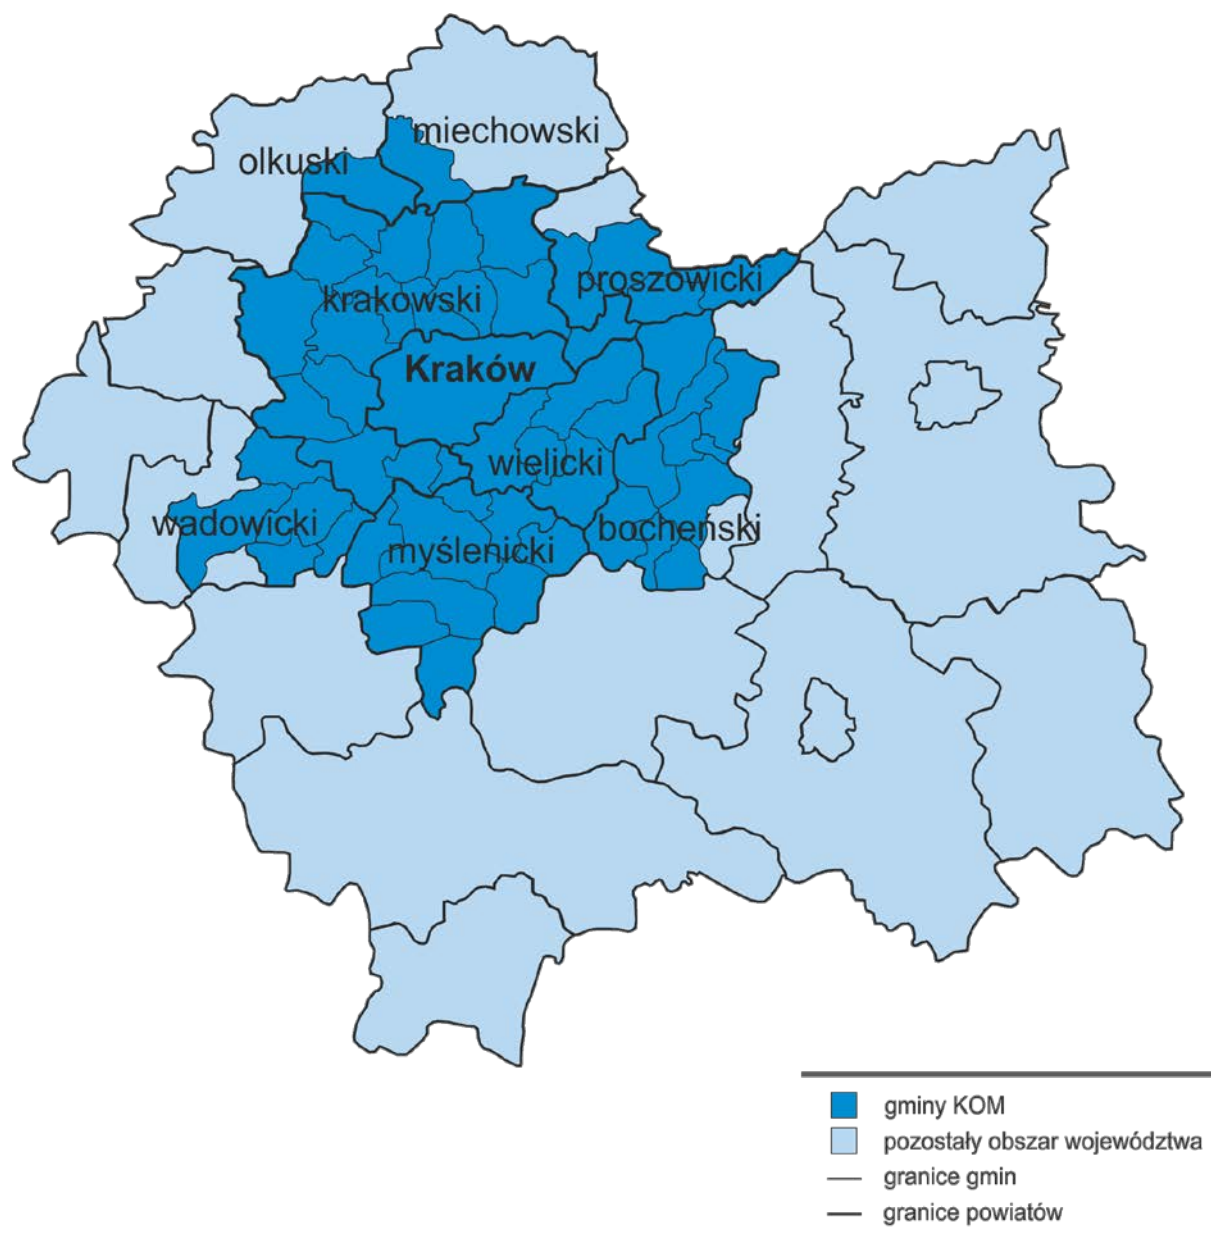 miechowski
olkuski
proszowicki
krakowski
Kraków
wielicki
wadowicki
bocheński
myślenicki
gminy KOM
pozostały obszar województwa
granice gmin
granice powiatów